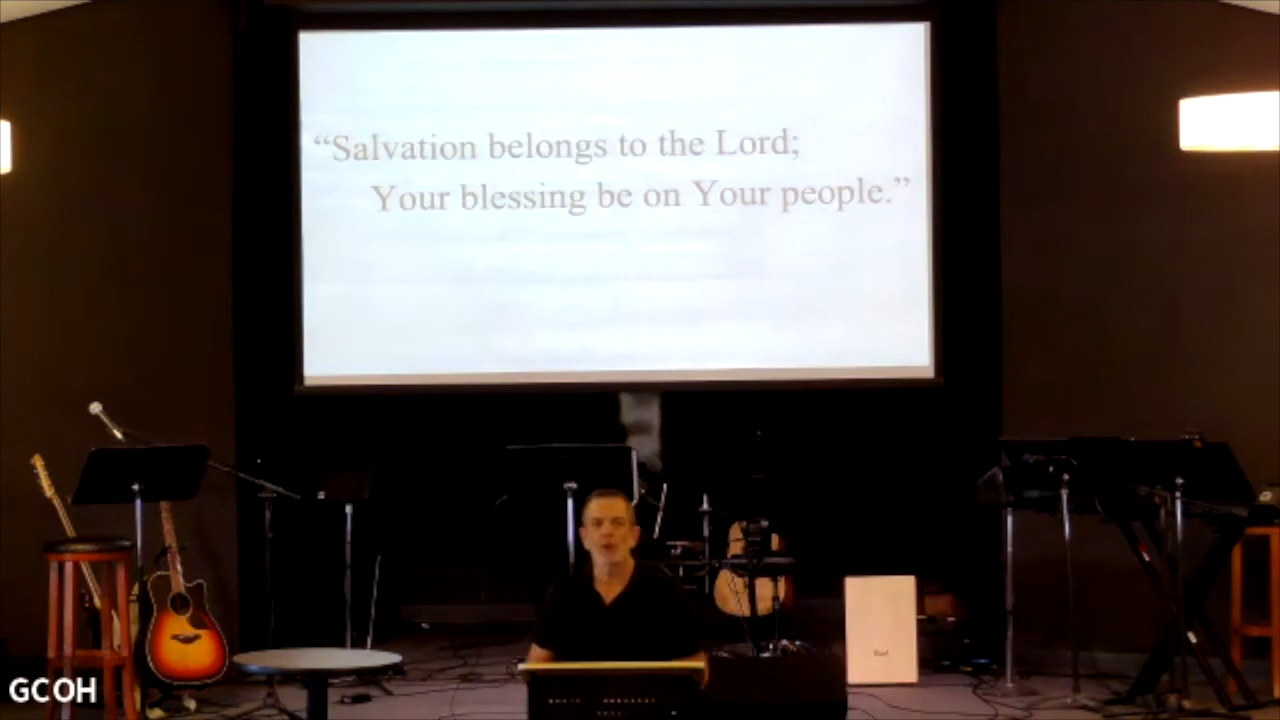 “Salvation belongs to the Lord;
Your blessing be on Your people.”
GCOH